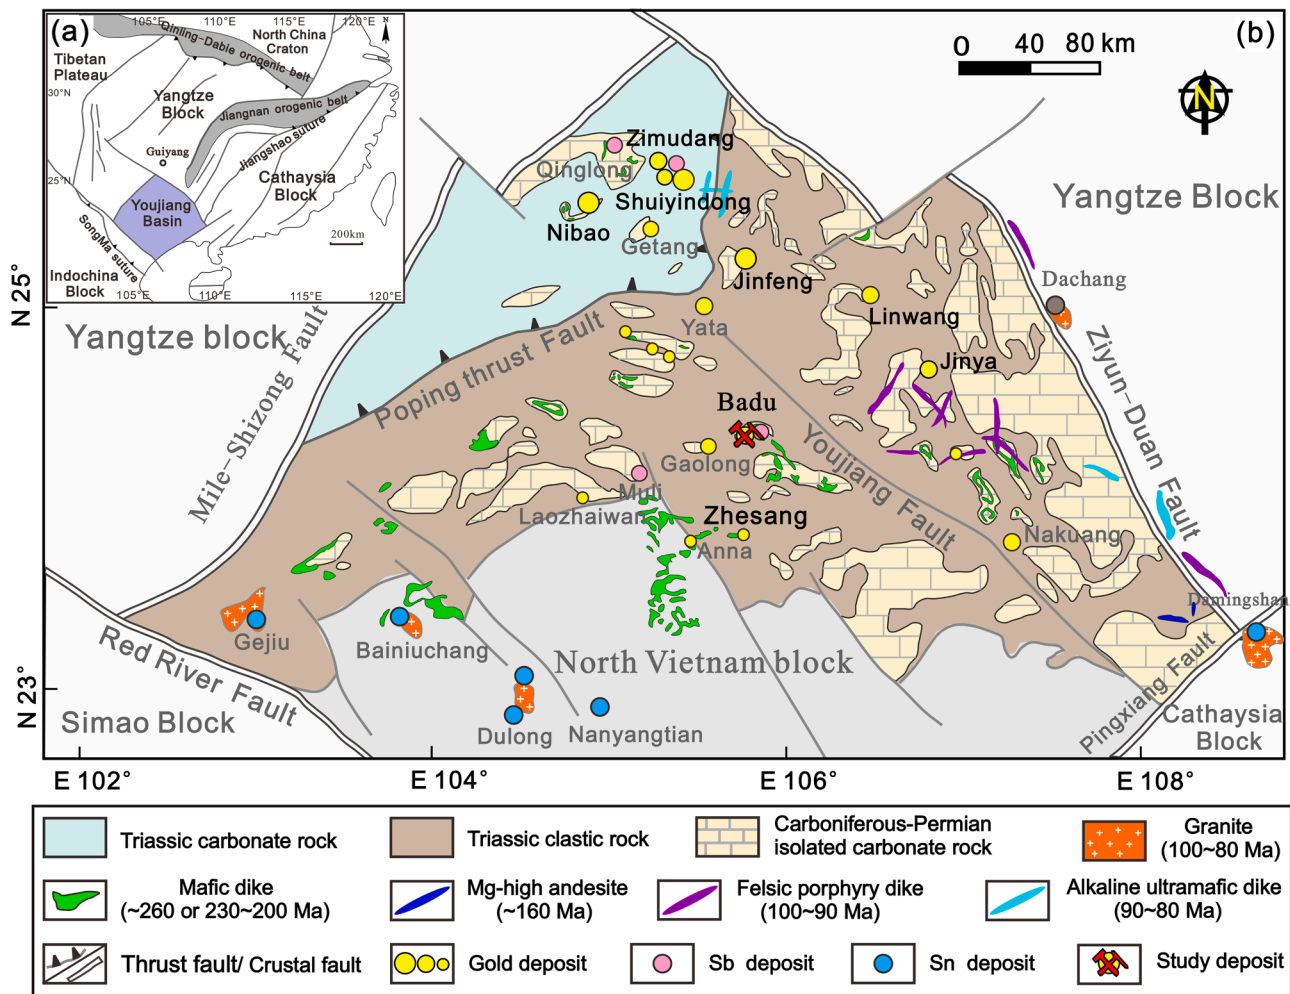 (a)
105°E
110°E
115°E
120°E
N
Qinling-Dabie orogenic belt
North China
Craton
Tibetan
Plateau
30°N
Yangtze
Block
Jiangnan orogenic belt
Jiangshao suture
Guiyang
25°N
Cathaysia
Block
Youjiang
Basin
SongMa suture
200km
Indochina
Block
105°E
110°E
115°E
120°E
(b)
0 40 80 km
N
Zimudang
Qinglong
Shuiyindong
Nibao
Getang
Yangtze Block
Jinfeng
Dachang
N 25°
Yangtze block
Mile-Shizong Fault
Yata
Linwang
Poping thrust Fault
Jinya
Ziyun-Duan Fault
Badu
Gaolong
Youjiang Fault
Muli
Laozhaiwan
Zhesang
Anna
Nakuang
Damingshan
Gejiu
Bainiuchang
North Vietnam block
Red River Fault
N 23°
Simao Block
Dulong
Nanyangtian
Pingxiang Fault
Cathaysia
Block
E 102°
E 104°
E 106°
E 108°
Triassic carbonate rock
Triassic clastic rock
Carboniferous-Permian
isolated carbonate rock
Granite
(100~80 Ma)
Mafic dike
(~260 or 230~200 Ma)
Mg-high andesite
(~160 Ma)
Felsic porphyry dike
(100~90 Ma)
Alkaline ultramafic dike
(90~80 Ma)
Thrust fault/ Crustal fault
Gold deposit
Sb deposit
Sn deposit
Study deposit